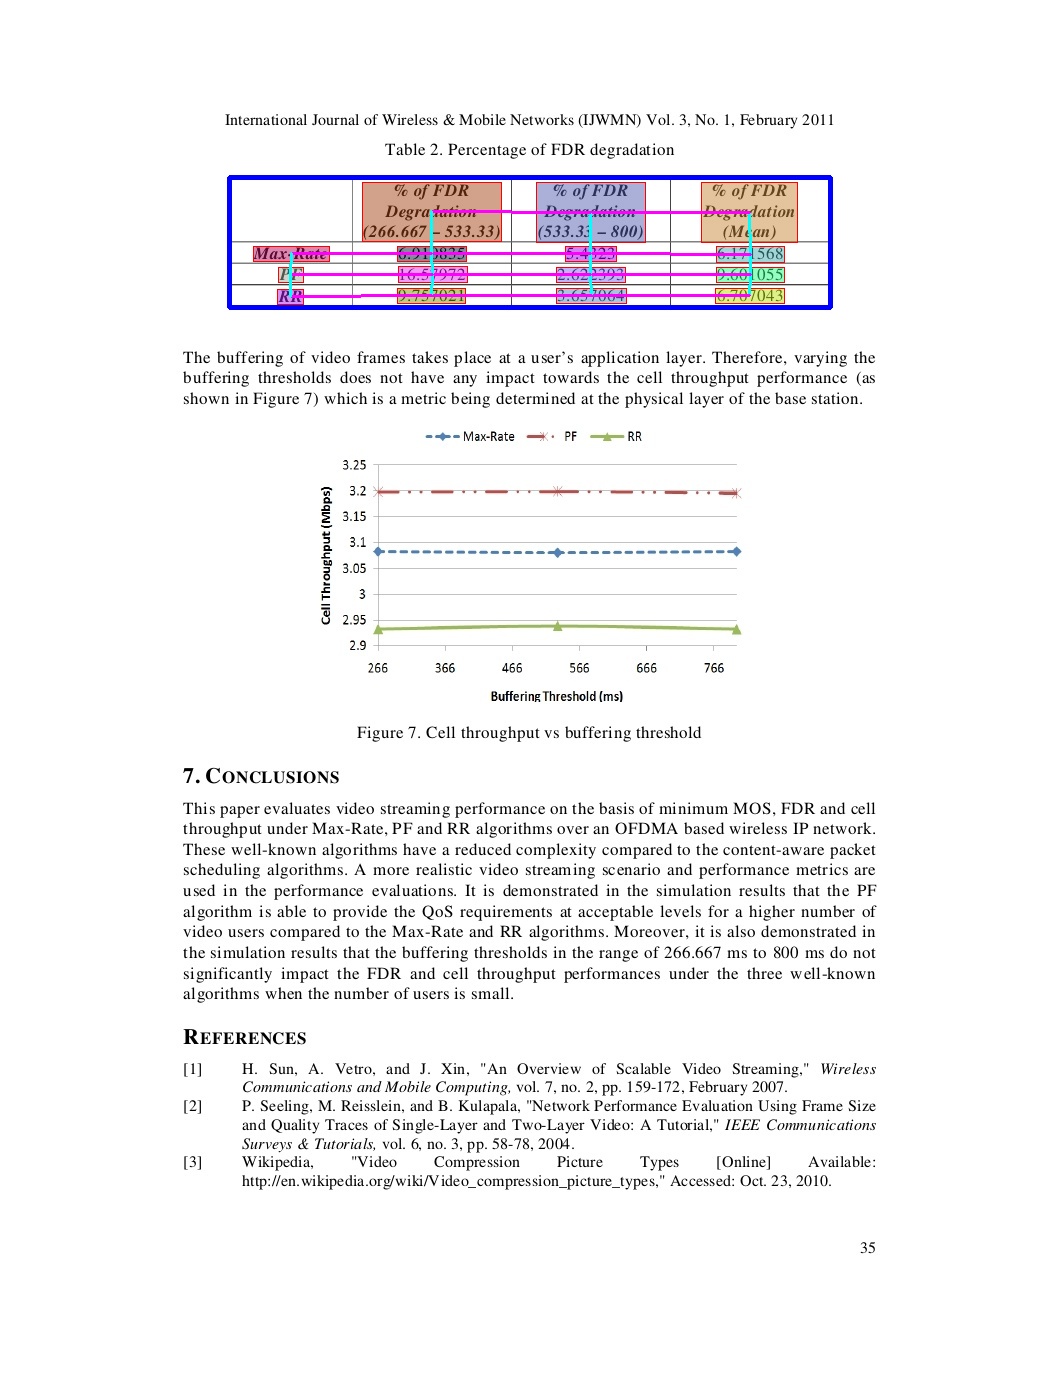 International Journal of Wireless & Mobile Networks (IJWMN) Vol. 3, No. 1, February 2011
Table 2. Percentage of FDR degradation
% of FDR Degradation (266.667 – 533.33) % of FDR Degradation (533.33 – 800) % of FDR Degradation (Mean)
Max-Rate 6.171568
PF 9.601055
RR 6.707043
The buffering of video frames takes place at a user's application layer. Therefore, varying the
buffering thresholds does not have any impact towards the cell throughput performance (as
shown in Figure 7) which is a metric being determined at the physical layer of the base station.
Max-Rate PF RR
3.25
3.2
3.15
3.1
3.05
3
2.95
2.9
Cell Throughput (Mbps)
266 366 466 566 666 766
Buffering Threshold (ms)
Figure 7. Cell throughput vs buffering threshold
7. CONCLUSIONS
This paper evaluates video streaming performance on the basis of minimum MOS, FDR and cell
throughput under Max-Rate, PF and RR algorithms over an OFDMA based wireless IP network.
These well-known algorithms have a reduced complexity compared to the content-aware packet
scheduling algorithms. A more realistic video streaming scenario and performance metrics are
used in the performance evaluations. It is demonstrated in the simulation results that the PF
algorithm is able to provide the QoS requirements at acceptable levels for a higher number of
video users compared to the Max-Rate and RR algorithms. Moreover, it is also demonstrated in
the simulation results that the buffering thresholds in the range of 266.667 ms to 800 ms do not
significantly impact the FDR and cell throughput performances under the three well-known
algorithms when the number of users is small.
REFERENCES
[1] H. Sun, A. Vetro, and J. Xin, "An Overview of Scalable Video Streaming," Wireless
Communications and Mobile Computing, vol. 7, no. 2, pp. 159-172, February 2007.
[2] P. Seeling, M. Reisslein, and B. Kulapala, "Network Performance Evaluation Using Frame Size
and Quality Traces of Single-Layer and Two-Layer Video: A Tutorial," IEEE Communications
Surveys & Tutorials, vol. 6, no. 3, pp. 58-78, 2004.
[3] Wikipedia, "Video Compression Picture Types [Online] Available:
http://en.wikipedia.org/wiki/Video_compression_picture_types," Accessed: Oct. 23, 2010.
35